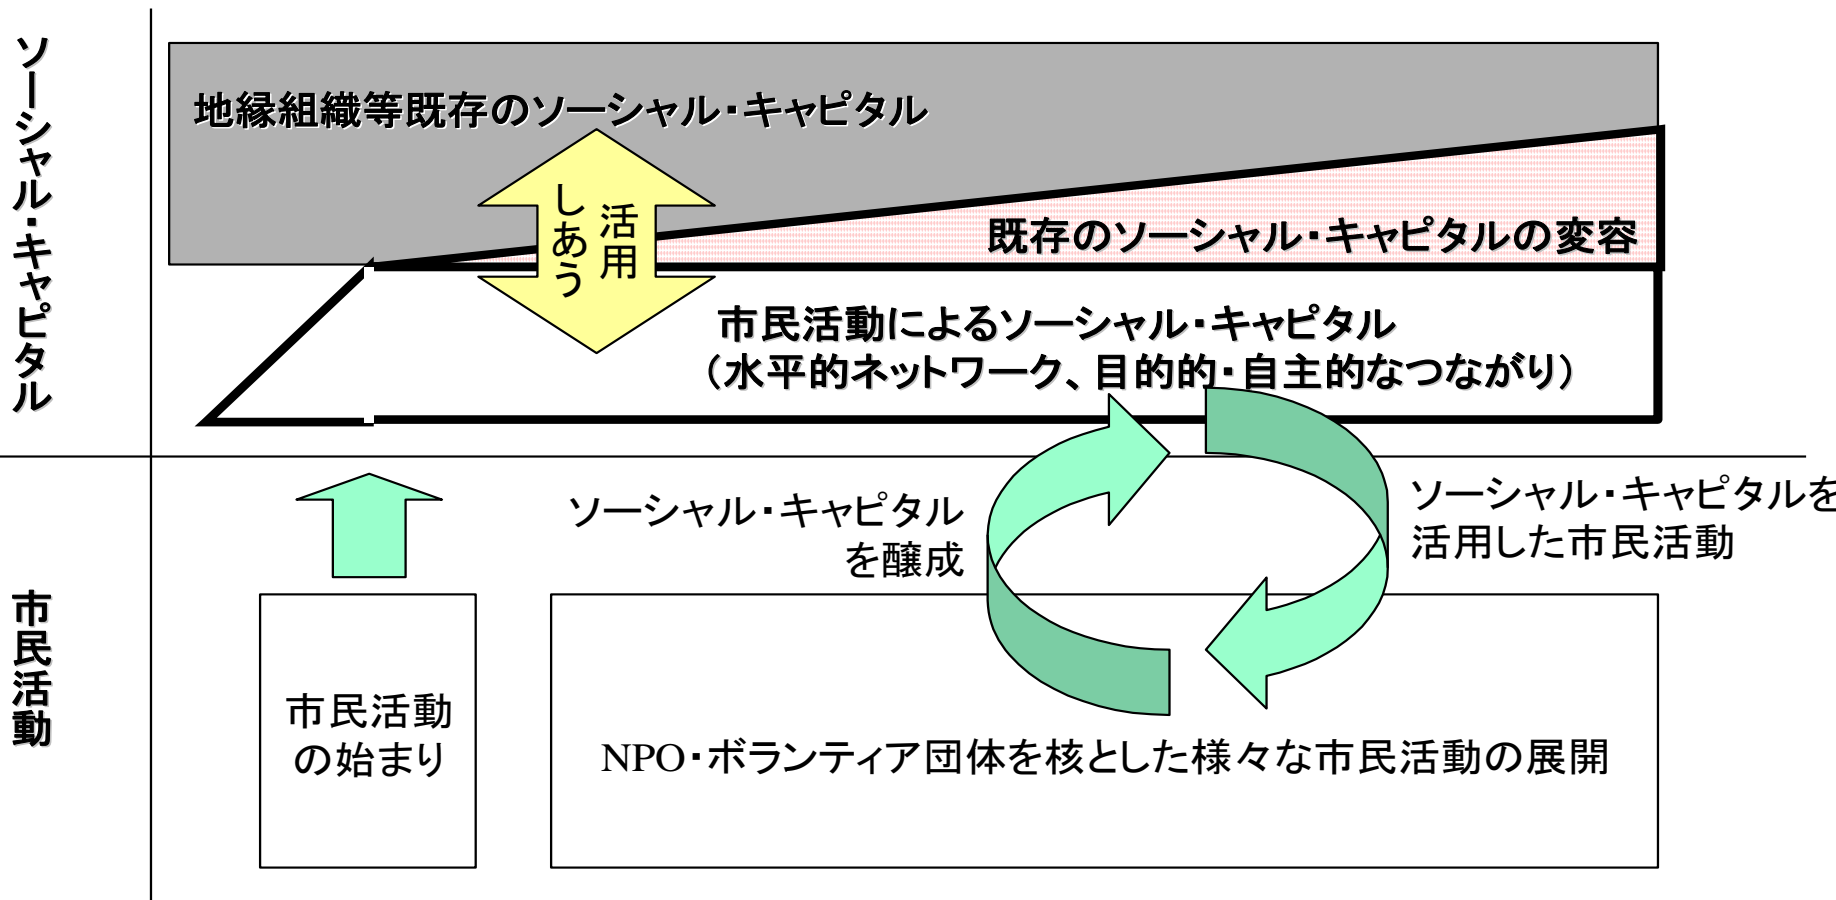 ソーシャル・キャピタル
地縁組織等既存のソーシャル・キャピタル
活用
しあう
既存のソーシャル・キャピタルの変容
市民活動によるソーシャル・キャピタル
（水平的ネットワーク、目的的・自主的なつながり）
ソーシャル・キャピタル
を醸成
ソーシャル・キャピタルを
活用した市民活動
市民活動
市民活動
の始まり
NPO・ボランティア団体を核とした様々な市民活動の展開